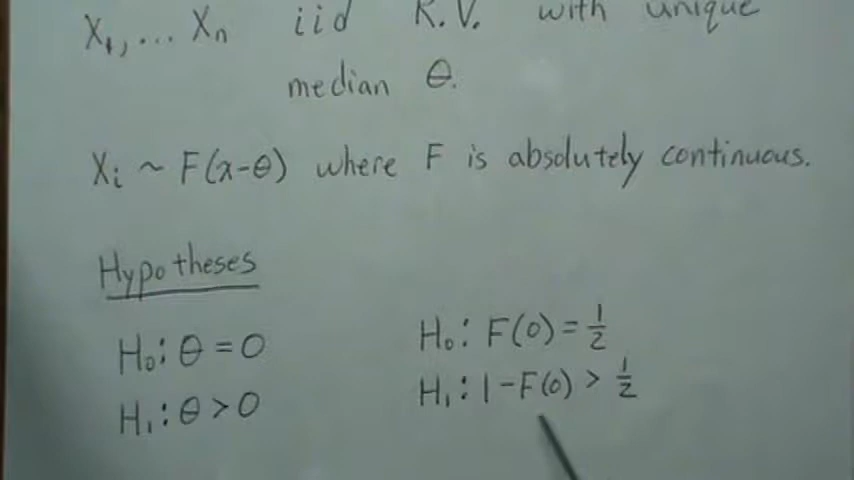 X₁, ... Xₙ iid R.V. with unique
median θ.
Xᵢ ~ F(x-θ) where F is absolutely continuous.
Hypotheses
H₀: θ = 0
H₁: θ > 0
H₀: F(0) = 1/2
H₁: 1-F(0) > 1/2